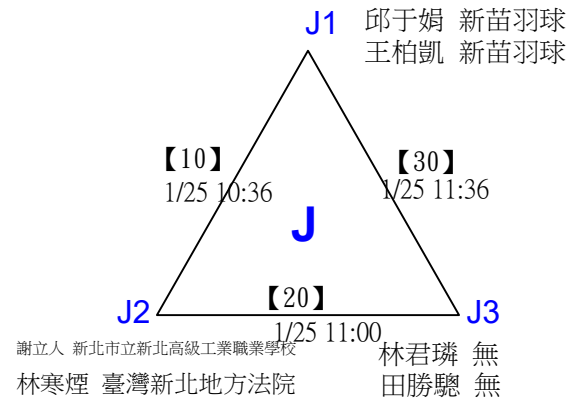 J1
邱于娟 新苗羽球
王柏凱 新苗羽球
【10】
1/25 10:36
【30】
1/25 11:36
J
【20】
1/25 11:00
J2
謝立人 新北市立新北高級工業職業學校
林寒煙 臺灣新北地方法院
J3
林君璘 無
田勝驄 無